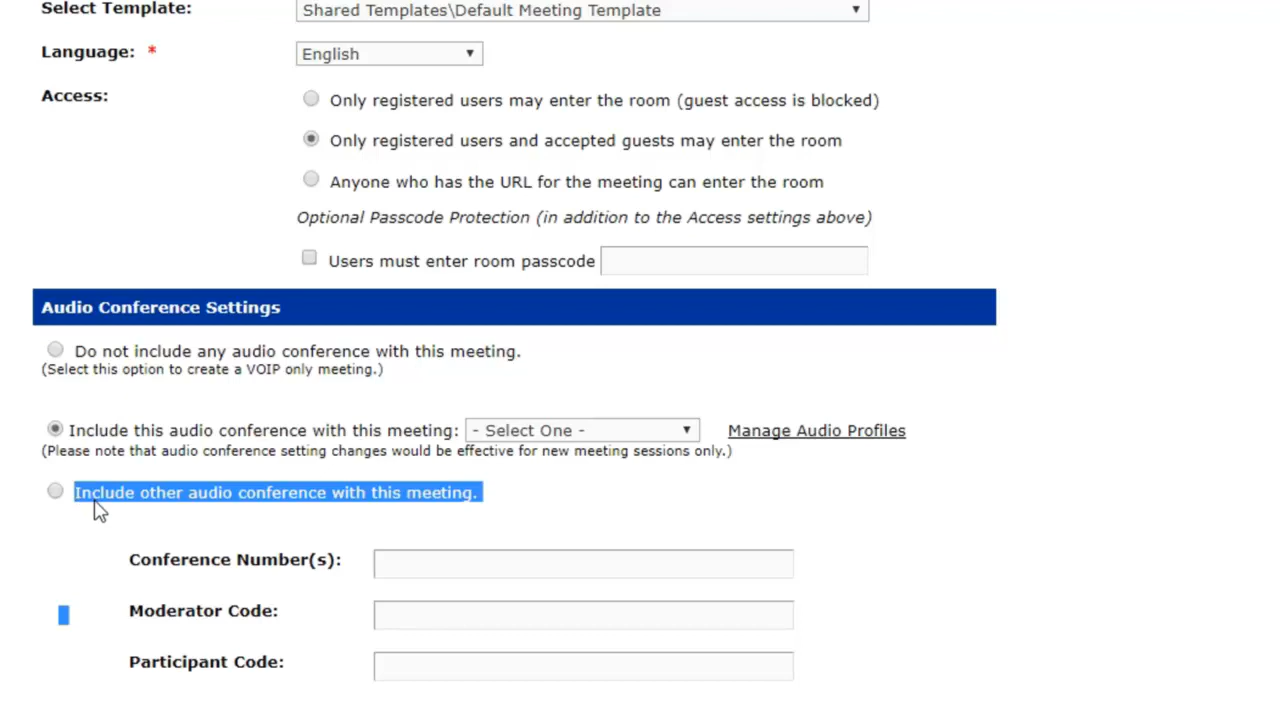 Select Template: Shared Templates\Default Meeting Template
Language: * English
Access: Only registered users may enter the room (guest access is blocked)
Only registered users and accepted guests may enter the room
Anyone who has the URL for the meeting can enter the room
Optional Passcode Protection (in addition to the Access settings above)
Users must enter room passcode
Audio Conference Settings
Do not include any audio conference with this meeting.
(Select this option to create a VOIP only meeting.)
Include this audio conference with this meeting: - Select One - Manage Audio Profiles
(Please note that audio conference setting changes would be effective for new meeting sessions only.)
Include other audio conference with this meeting.
Conference Number(s):
Moderator Code:
Participant Code: